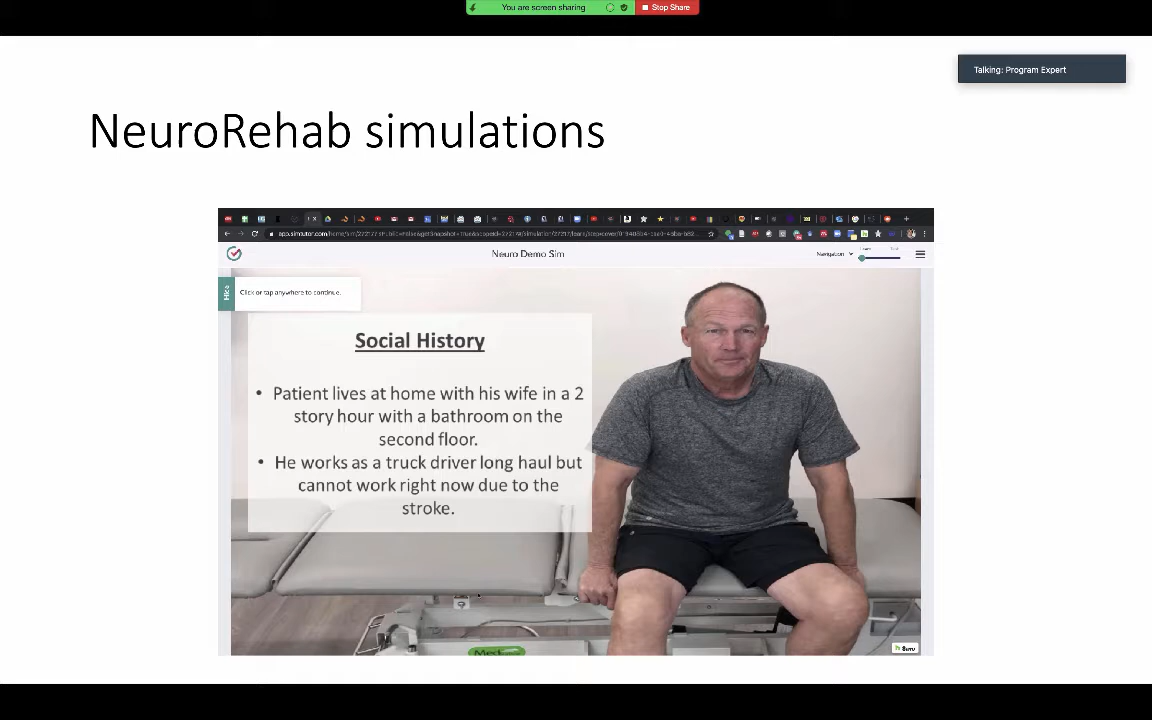 You are screen sharing
Stop Share
Talking: Program Expert
NeuroRehab simulations
Neuro Demo Sim
Navigation
Hide
Click or tap anywhere to continue.
Social History
• Patient lives at home with his wife in a 2
story hour with a bathroom on the
second floor.
• He works as a truck driver long haul but
cannot work right now due to the
stroke.